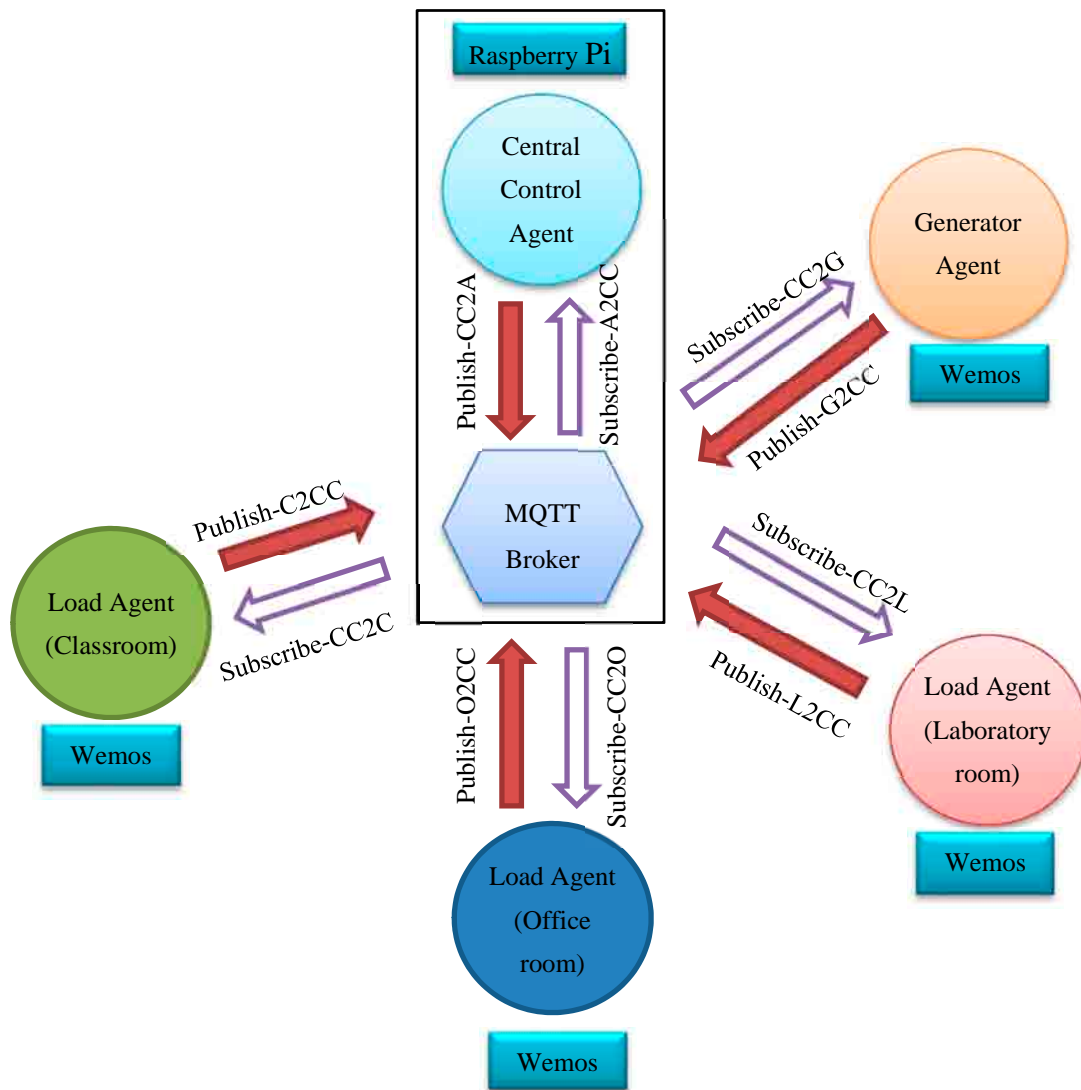 Raspberry Pi
Central
Control
Agent
Publish-CC2A
Subscribe-A2CC
MQTT
Broker
Generator
Agent
Wemos
Subscribe-CC2G
Publish-G2CC
Publish-C2CC
Subscribe-CC2C
Load Agent
(Classroom)
Wemos
Subscribe-CC2L
Publish-L2CC
Load Agent
(Laboratory
room)
Wemos
Publish-O2CC
Subscribe-CC2O
Load Agent
(Office
room)
Wemos